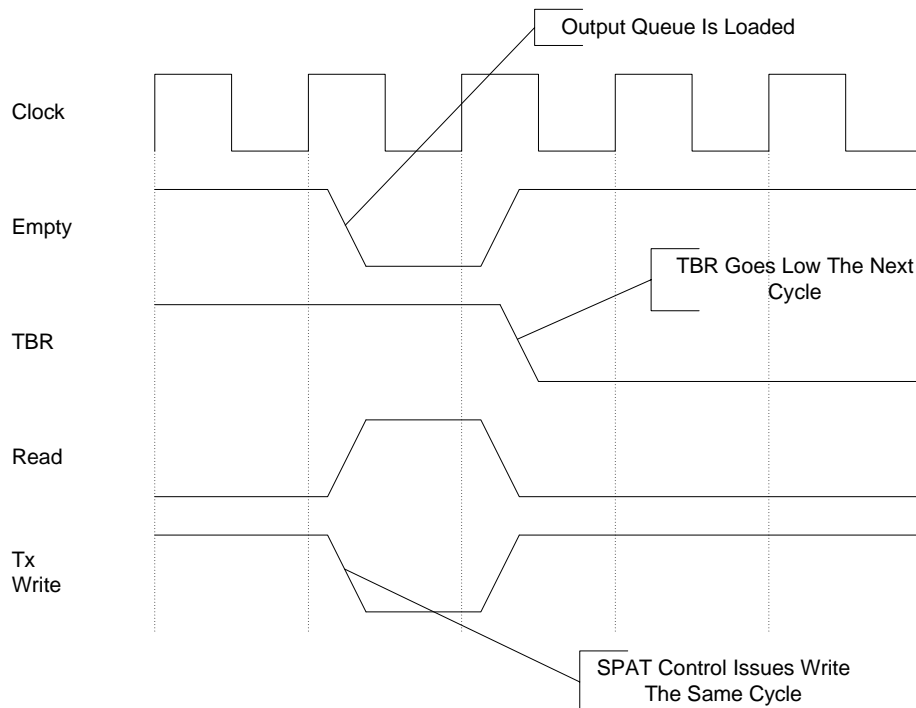 Output Queue Is Loaded
Clock
Empty
TBR Goes Low The Next
Cycle
TBR
Read
Tx
Write
SPAT Control Issues Write
The Same Cycle